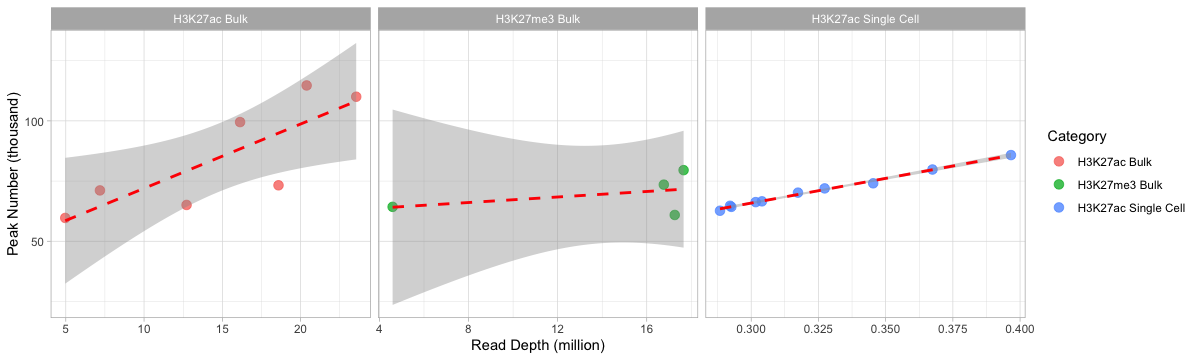 H3K27ac Bulk
H3K27me3 Bulk
H3K27ac Single Cell
Peak Number (thousand)
100
50
5 10 15 20
4 8 12 16
0.300 0.325 0.350 0.375 0.400
Read Depth (million)
Category
H3K27ac Bulk
H3K27me3 Bulk
H3K27ac Single Cell